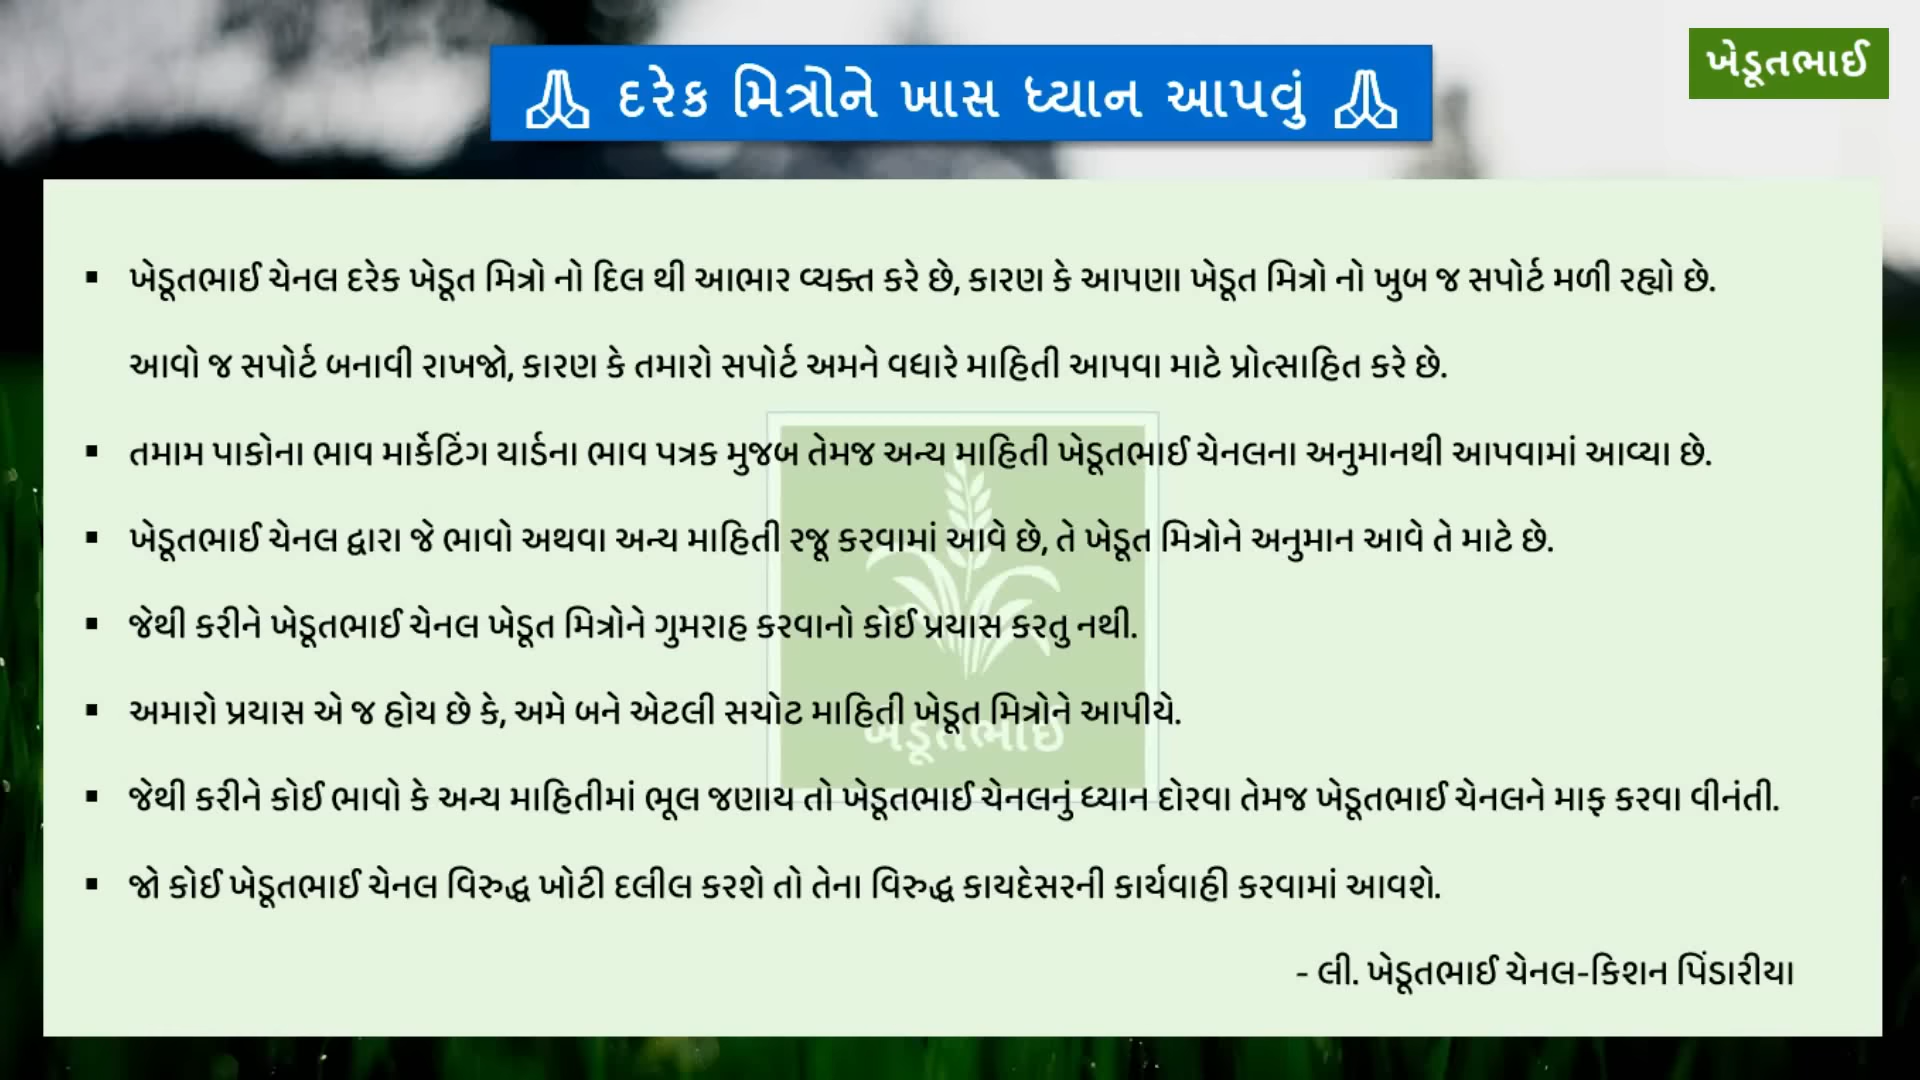 ખેડૂતભાઈ
🙏 દરેક મિત્રોને ખાસ ધ્યાન આપવું 🙏
▪ ખેડૂતભાઈ ચેનલ દરેક ખેડૂત મિત્રો નો દિલ થી આભાર વ્યક્ત કરે છે, કારણ કે આપણા ખેડૂત મિત્રો નો ખુબ જ સપોર્ટ મળી રહ્યો છે.
આવો જ સપોર્ટ બનાવી રાખજો, કારણ કે તમારો સપોર્ટ અમને વધારે માહિતી આપવા માટે પ્રોત્સાહિત કરે છે.
▪ તમામ પાકોના ભાવ માર્કેટિંગ યાર્ડના ભાવ પત્રક મુજબ તેમજ અન્ય માહિતી ખેડૂતભાઈ ચેનલના અનુમાનથી આપવામાં આવ્યા છે.
▪ ખેડૂતભાઈ ચેનલ દ્વારા જે ભાવો અથવા અન્ય માહિતી રજૂ કરવામાં આવે છે, તે ખેડૂત મિત્રોને અનુમાન આવે તે માટે છે.
▪ જેથી કરીને ખેડૂતભાઈ ચેનલ ખેડૂત મિત્રોને ગુમરાહ કરવાનો કોઈ પ્રયાસ કરતુ નથી.
▪ અમારો પ્રયાસ એ જ હોય છે કે, અમે બને એટલી સચોટ માહિતી ખેડૂત મિત્રોને આપીયે.
ખેડૂતભાઈ
▪ જેથી કરીને કોઈ ભાવો કે અન્ય માહિતીમાં ભૂલ જણાય તો ખેડૂતભાઈ ચેનલનું ધ્યાન દોરવા તેમજ ખેડૂતભાઈ ચેનલને માફ કરવા વીનંતી.
▪ જો કોઈ ખેડૂતભાઈ ચેનલ વિરુદ્ધ ખોટી દલીલ કરશે તો તેના વિરુદ્ધ કાયદેસરની કાર્યવાહી કરવામાં આવશે.
- લી. ખેડૂતભાઈ ચેનલ-કિશન પિંડારીયા